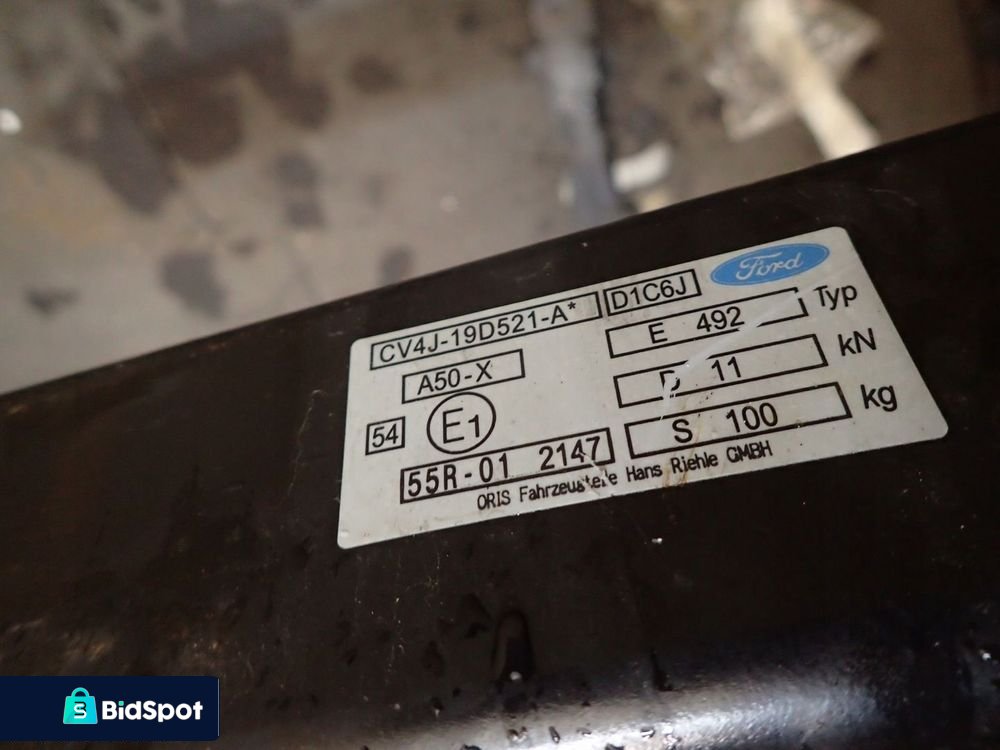 CV4J-19D521-A* D1C6J Ford
A50-X E 492 Typ
54 E1 D 11 kN
55R-01 2147 S 100 kg
ORIS Fahrzeugteile Hans Riehle GMBH
BidSpot